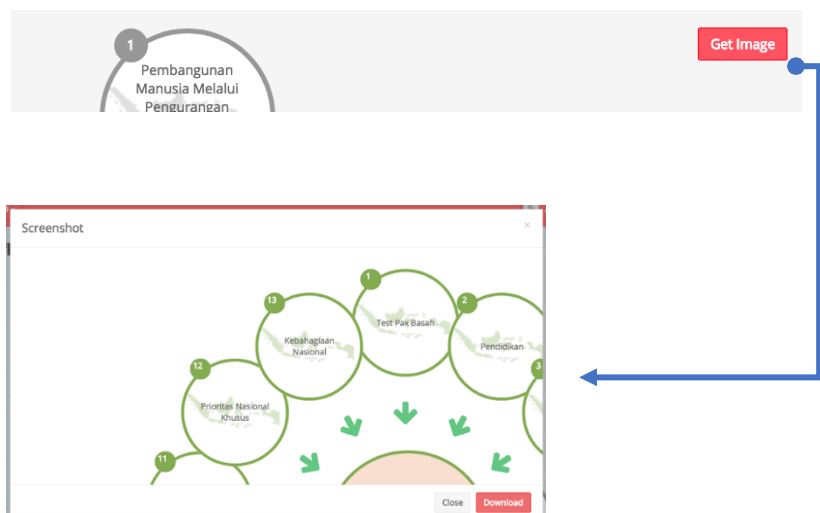 1
Get Image
Pembangunan
Manusia Melalui
Pengurangan
Screenshot
×
1
13
2
Test Pak Basah
Kebahagiaan
Nasional
Pendidikan
12
3
Prioritas Nasional
Khusus
11
Close
Download